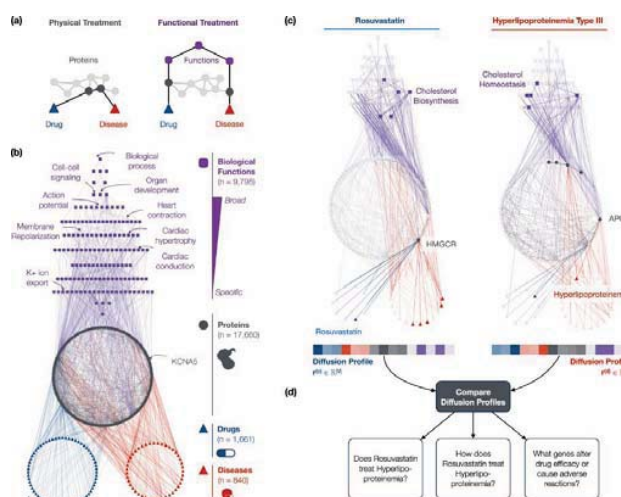 (a)
Physical Treatment
Functional Treatment
Proteins
Functions
Drug
Disease
Drug
Disease
(b)
Biological
process
Cell-cell
signaling
Organ
development
Action
potential
Heart
contraction
Membrane
Repolarization
Cardiac
hypertrophy
Cardiac
conduction
K+ ion
export
KCNA5
Biological
Functions
(n = 9,798)
Broad
Specific
Proteins
(n = 17,660)
Drugs
(n = 1,661)
Diseases
(n = 840)
(c)
Rosuvastatin
Hyperlipoproteinemia Type III
Cholesterol
Biosynthesis
Cholesterol
Homeostasis
HMGCR
Rosuvastatin
Hyperlipoproteinem
Diffusion Profile
Diffusion Prof
(d)
Compare
Diffusion Profiles
Does Rosuvastatin
treat Hyperlipo-
proteinemia?
How does
Rosuvastatin treat
Hyperlipo-
proteinemia?
What genes alter
drug efficacy or
cause adverse
reactions?